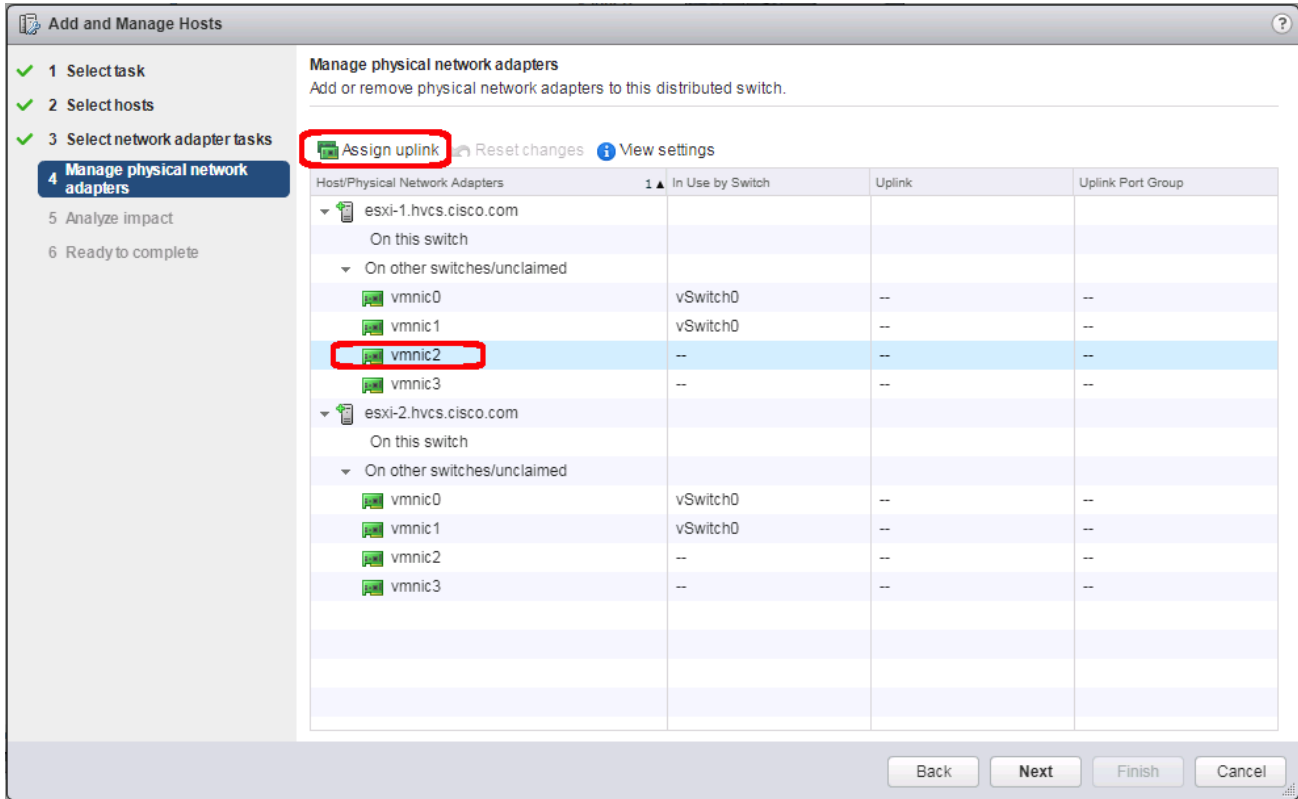 Add and Manage Hosts
?
1 Select task
2 Select hosts
3 Select network adapter tasks
4 Manage physical network
adapters
5 Analyze impact
6 Ready to complete
Manage physical network adapters
Add or remove physical network adapters to this distributed switch.
Assign uplink Reset changes View settings
Host/Physical Network Adapters 1 ▲ In Use by Switch Uplink Uplink Port Group
esxi-1.hvcs.cisco.com
On this switch
On other switches/unclaimed
vmnic0 vSwitch0 -- --
vmnic1 vSwitch0 -- --
vmnic2 -- -- --
vmnic3 -- -- --
esxi-2.hvcs.cisco.com
On this switch
On other switches/unclaimed
vmnic0 vSwitch0 -- --
vmnic1 vSwitch0 -- --
vmnic2 -- -- --
vmnic3 -- -- --
Back Next Finish Cancel